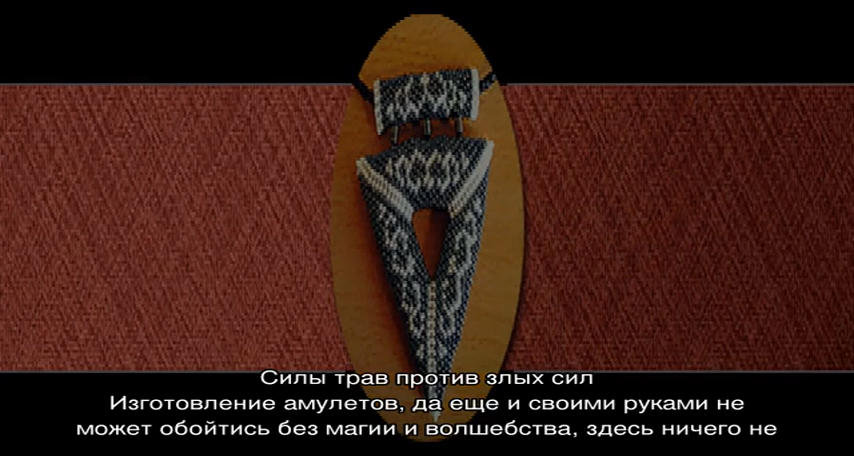 Силы трав против злых сил
Изготовление амулетов, да еще и своими руками не
может обойтись без магии и волшебства, здесь ничего не